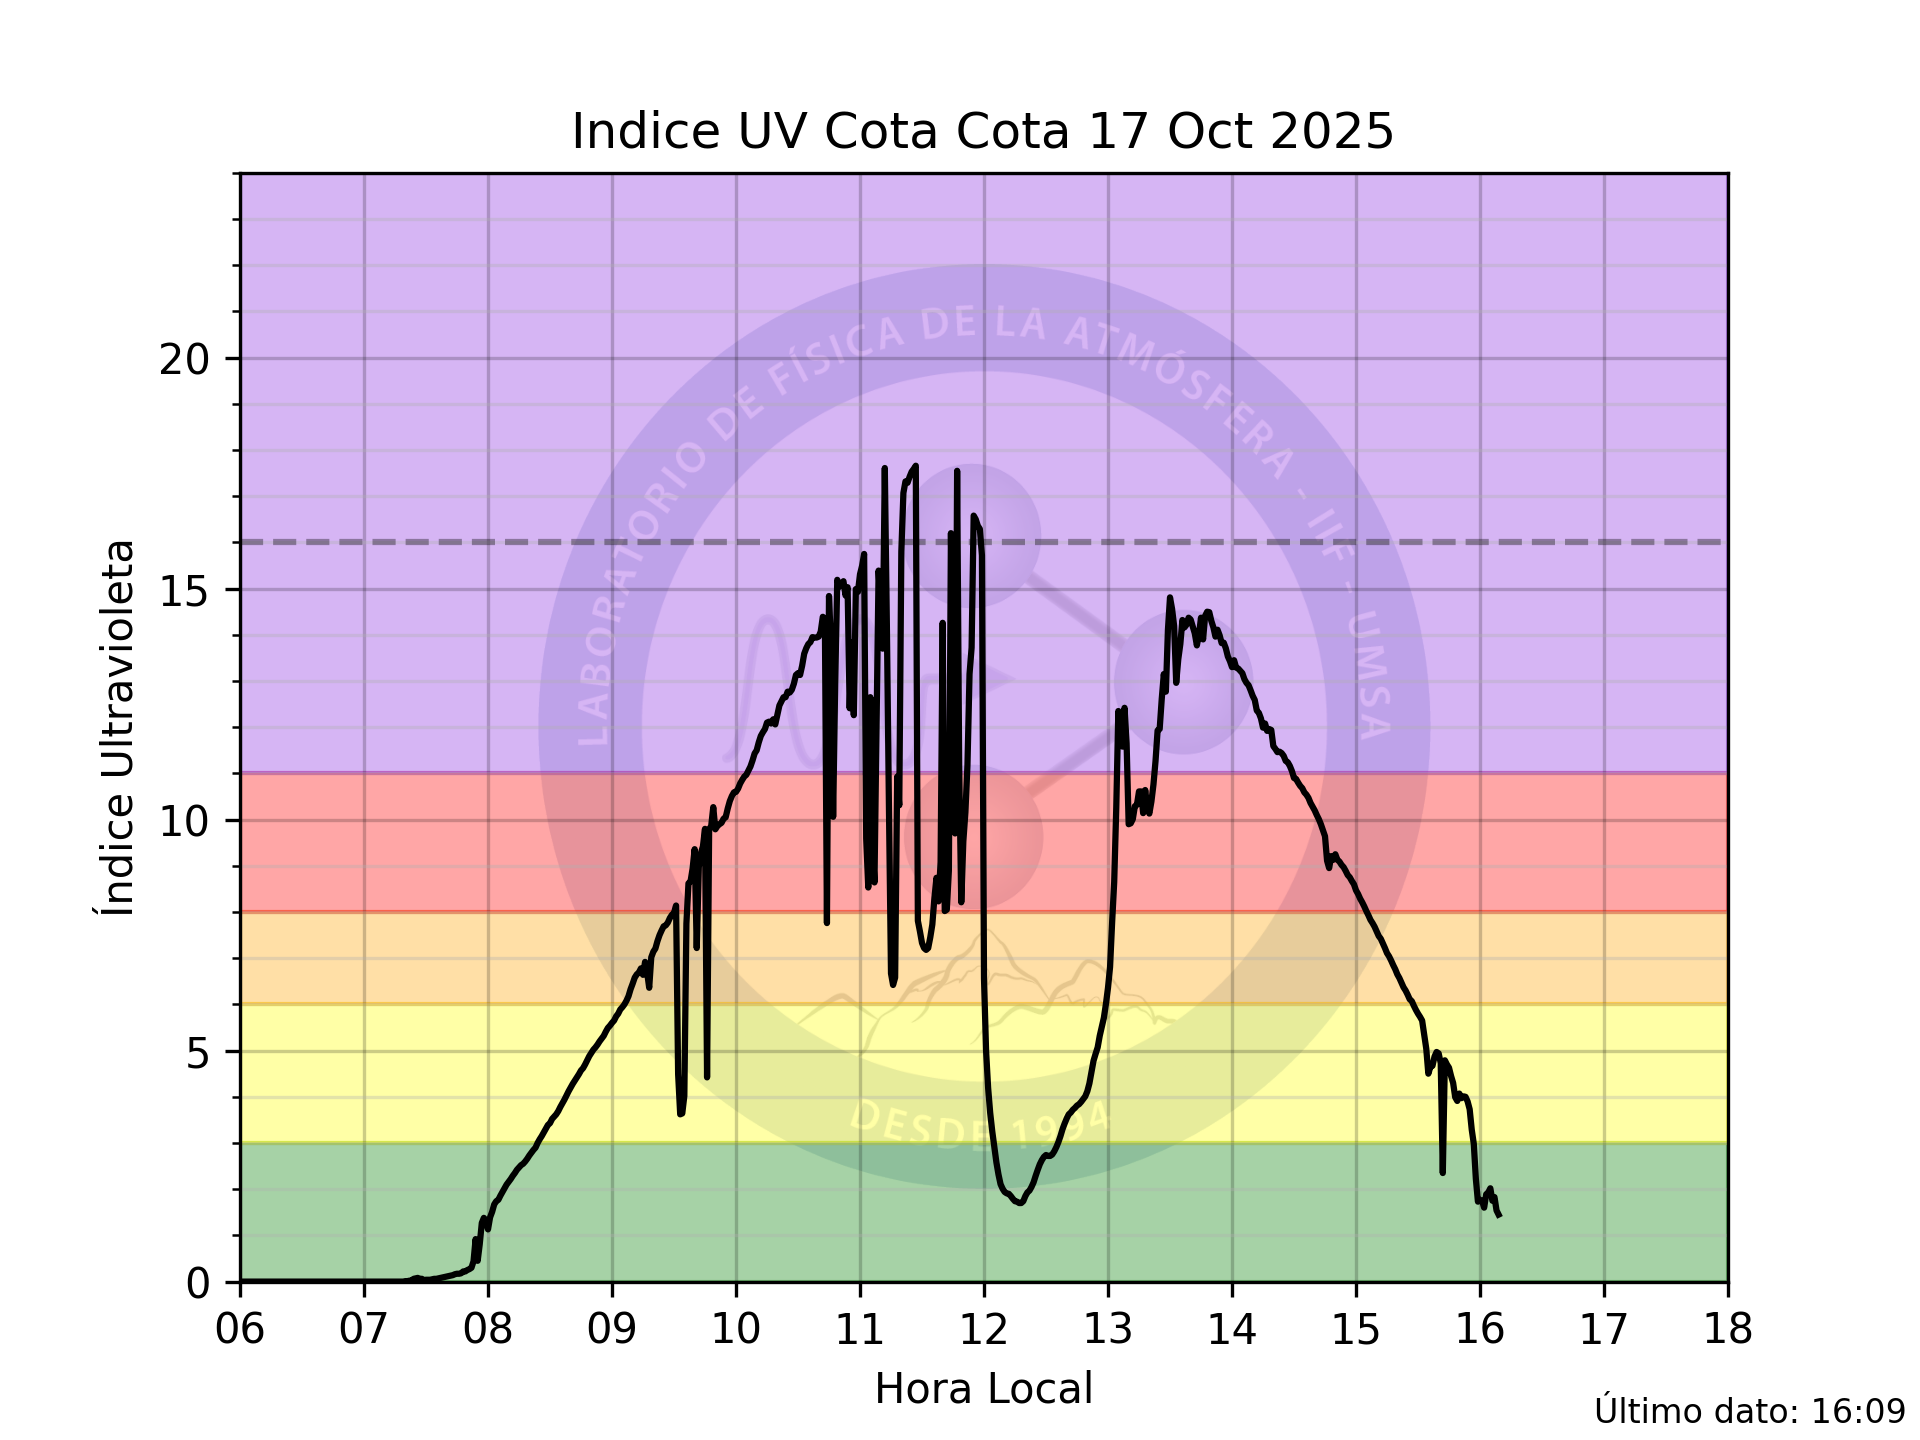 Indice UV Cota Cota 17 Oct 2025
LABORATORIO DE FÍSICA DE LA ATMÓSFERA - IIF - UMSA
DESDE 1994
Índice Ultravioleta
20
15
10
5
0
06 07 08 09 10 11 12 13 14 15 16 17 18
Hora Local
Último dato: 16:09